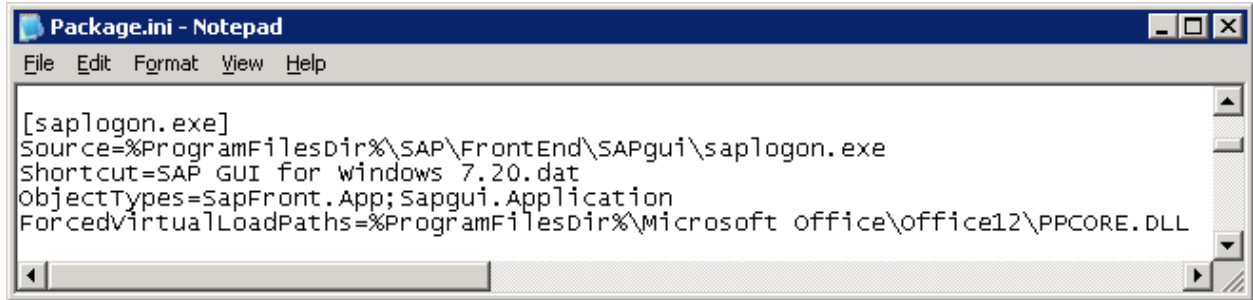 Package.ini - Notepad
File Edit Format View Help
[saplogon.exe]
Source=%ProgramFilesDir%\SAP\FrontEnd\SAPgui\saplogon.exe
Shortcut=SAP GUI for Windows 7.20.dat
ObjectTypes=SapFront.App;Sapgui.Application
ForcedVirtualLoadPaths=%ProgramFilesDir%\Microsoft Office\Office12\PPCORE.DLL